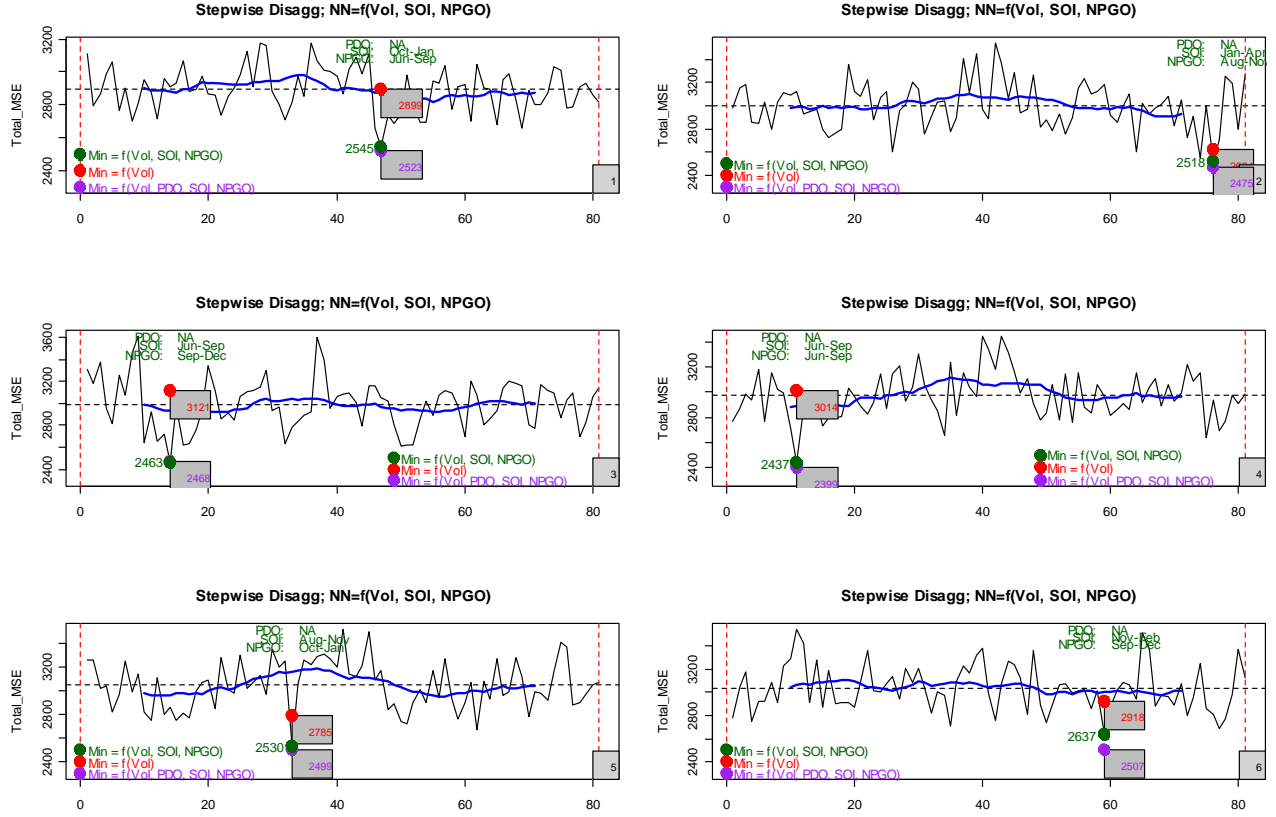 Stepwise Disagg; NN=f(Vol, SOI, NPGO)
Total_MSE
3200
2800
2400
PDO: NA
SOI: Oct-Jan
NPGO: Jun-Sep
2899
2545
2523
Min = f(Vol, SOI, NPGO)
Min = f(Vol)
Min = f(Vol, PDO, SOI, NPGO)
1
0 20 40 60 80
Stepwise Disagg; NN=f(Vol, SOI, NPGO)
Total_MSE
3200
2800
2400
PDO: NA
SOI: Jan-Apr
NPGO: Aug-Nov
2518
2475
Min = f(Vol, SOI, NPGO)
Min = f(Vol)
Min = f(Vol, PDO, SOI, NPGO)
2
0 20 40 60 80
Stepwise Disagg; NN=f(Vol, SOI, NPGO)
Total_MSE
3600
3200
2800
2400
PDO: NA
SOI: Jun-Sep
NPGO: Sep-Dec
3121
2463
2468
Min = f(Vol, SOI, NPGO)
Min = f(Vol)
Min = f(Vol, PDO, SOI, NPGO)
3
0 20 40 60 80
Stepwise Disagg; NN=f(Vol, SOI, NPGO)
Total_MSE
3200
2800
2400
PDO: NA
SOI: Jun-Sep
NPGO: Jun-Sep
3014
2437
2399
Min = f(Vol, SOI, NPGO)
Min = f(Vol)
Min = f(Vol, PDO, SOI, NPGO)
4
0 20 40 60 80
Stepwise Disagg; NN=f(Vol, SOI, NPGO)
Total_MSE
3200
2800
2400
PDO: NA
SOI: Aug-Nov
NPGO: Oct-Jan
2785
2530
2499
Min = f(Vol, SOI, NPGO)
Min = f(Vol)
Min = f(Vol, PDO, SOI, NPGO)
5
0 20 40 60 80
Stepwise Disagg; NN=f(Vol, SOI, NPGO)
Total_MSE
3200
2800
2400
PDO: NA
SOI: Nov-Feb
NPGO: Sep-Dec
2918
2637
2507
Min = f(Vol, SOI, NPGO)
Min = f(Vol)
Min = f(Vol, PDO, SOI, NPGO)
6
0 20 40 60 80